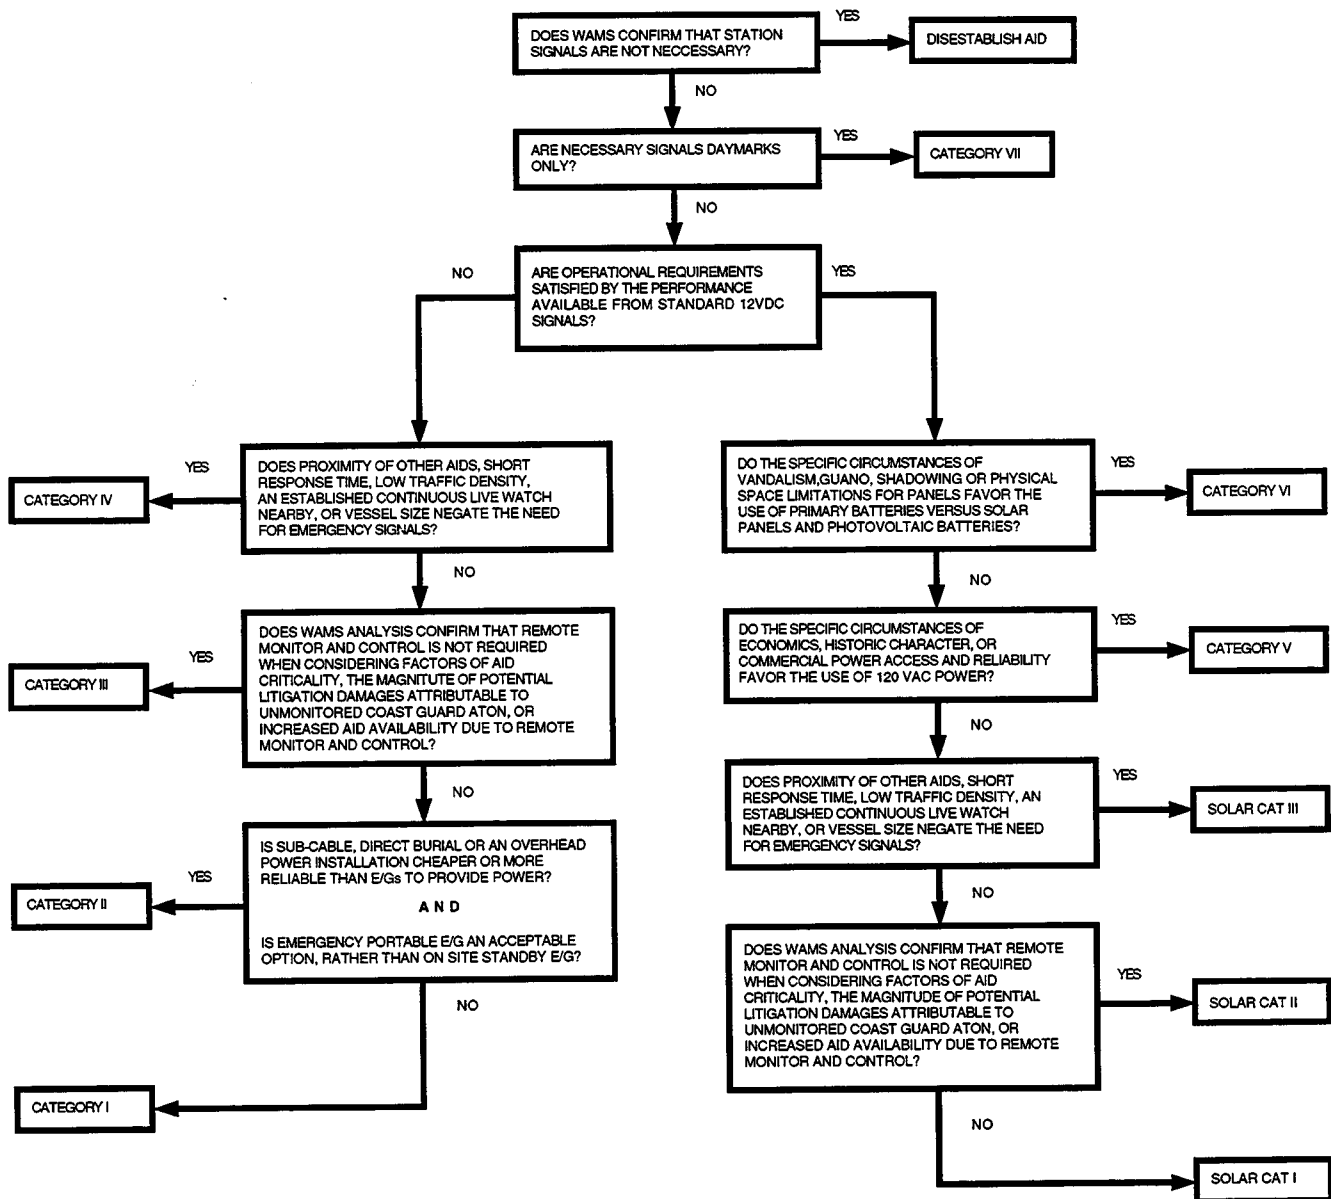 DOES WAMS CONFIRM THAT STATION
SIGNALS ARE NOT NECCESSARY?
YES
DISESTABLISH AID
NO
ARE NECESSARY SIGNALS DAYMARKS
ONLY?
YES
CATEGORY VII
NO
ARE OPERATIONAL REQUIREMENTS
SATISFIED BY THE PERFORMANCE
AVAILABLE FROM STANDARD 12VDC
SIGNALS?
NO
YES
DOES PROXIMITY OF OTHER AIDS, SHORT
RESPONSE TIME, LOW TRAFFIC DENSITY,
AN ESTABLISHED CONTINUOUS LIVE WATCH
NEARBY, OR VESSEL SIZE NEGATE THE NEED
FOR EMERGENCY SIGNALS?
YES
CATEGORY IV
NO
DOES WAMS ANALYSIS CONFIRM THAT REMOTE
MONITOR AND CONTROL IS NOT REQUIRED
WHEN CONSIDERING FACTORS OF AID
CRITICALITY, THE MAGNITUTE OF POTENTIAL
LITIGATION DAMAGES ATTRIBUTABLE TO
UNMONITORED COAST GUARD ATON, OR
INCREASED AID AVAILABILITY DUE TO REMOTE
MONITOR AND CONTROL?
YES
CATEGORY III
NO
IS SUB-CABLE, DIRECT BURIAL OR AN OVERHEAD
POWER INSTALLATION CHEAPER OR MORE
RELIABLE THAN E/Gs TO PROVIDE POWER?
AND
IS EMERGENCY PORTABLE E/G AN ACCEPTABLE
OPTION, RATHER THAN ON SITE STANDBY E/G?
YES
CATEGORY II
NO
CATEGORY I
DO THE SPECIFIC CIRCUMSTANCES OF
VANDALISM,GUANO, SHADOWING OR PHYSICAL
SPACE LIMITATIONS FOR PANELS FAVOR THE
USE OF PRIMARY BATTERIES VERSUS SOLAR
PANELS AND PHOTOVOLTAIC BATTERIES?
YES
CATEGORY VI
NO
DO THE SPECIFIC CIRCUMSTANCES OF
ECONOMICS, HISTORIC CHARACTER, OR
COMMERCIAL POWER ACCESS AND RELIABILITY
FAVOR THE USE OF 120 VAC POWER?
YES
CATEGORY V
NO
DOES PROXIMITY OF OTHER AIDS, SHORT
RESPONSE TIME, LOW TRAFFIC DENSITY, AN
ESTABLISHED CONTINUOUS LIVE WATCH
NEARBY, OR VESSEL SIZE NEGATE THE NEED
FOR EMERGENCY SIGNALS?
YES
SOLAR CAT III
NO
DOES WAMS ANALYSIS CONFIRM THAT REMOTE
MONITOR AND CONTROL IS NOT REQUIRED
WHEN CONSIDERING FACTORS OF AID
CRITICALITY, THE MAGNITUDE OF POTENTIAL
LITIGATION DAMAGES ATTRIBUTABLE TO
UNMONITORED COAST GUARD ATON, OR
INCREASED AID AVAILABILITY DUE TO REMOTE
MONITOR AND CONTROL?
YES
SOLAR CAT II
NO
SOLAR CAT I